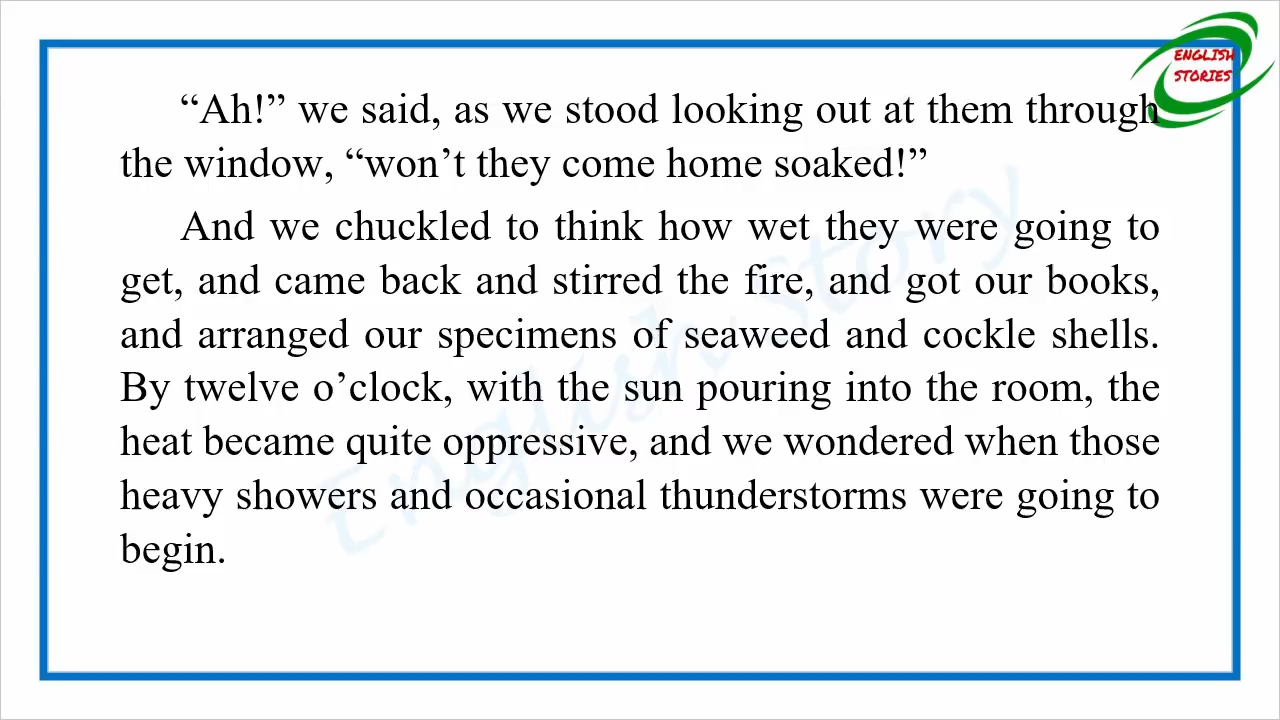 ENGLISH
STORIES
“Ah!” we said, as we stood looking out at them through
the window, “won’t they come home soaked!”
And we chuckled to think how wet they were going to
get, and came back and stirred the fire, and got our books,
and arranged our specimens of seaweed and cockle shells.
By twelve o’clock, with the sun pouring into the room, the
heat became quite oppressive, and we wondered when those
heavy showers and occasional thunderstorms were going to
begin.
English Story